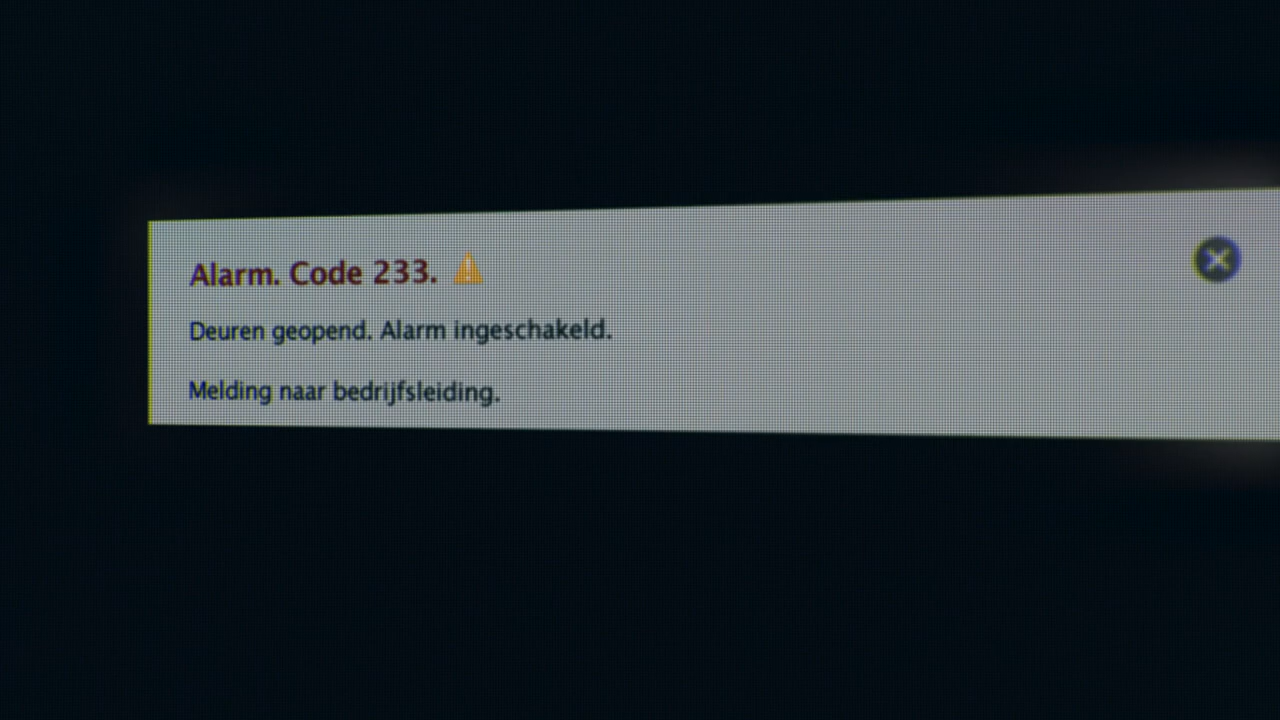 Alarm. Code 233.
Deuren geopend. Alarm ingeschakeld.
Melding naar bedrijfsleiding.